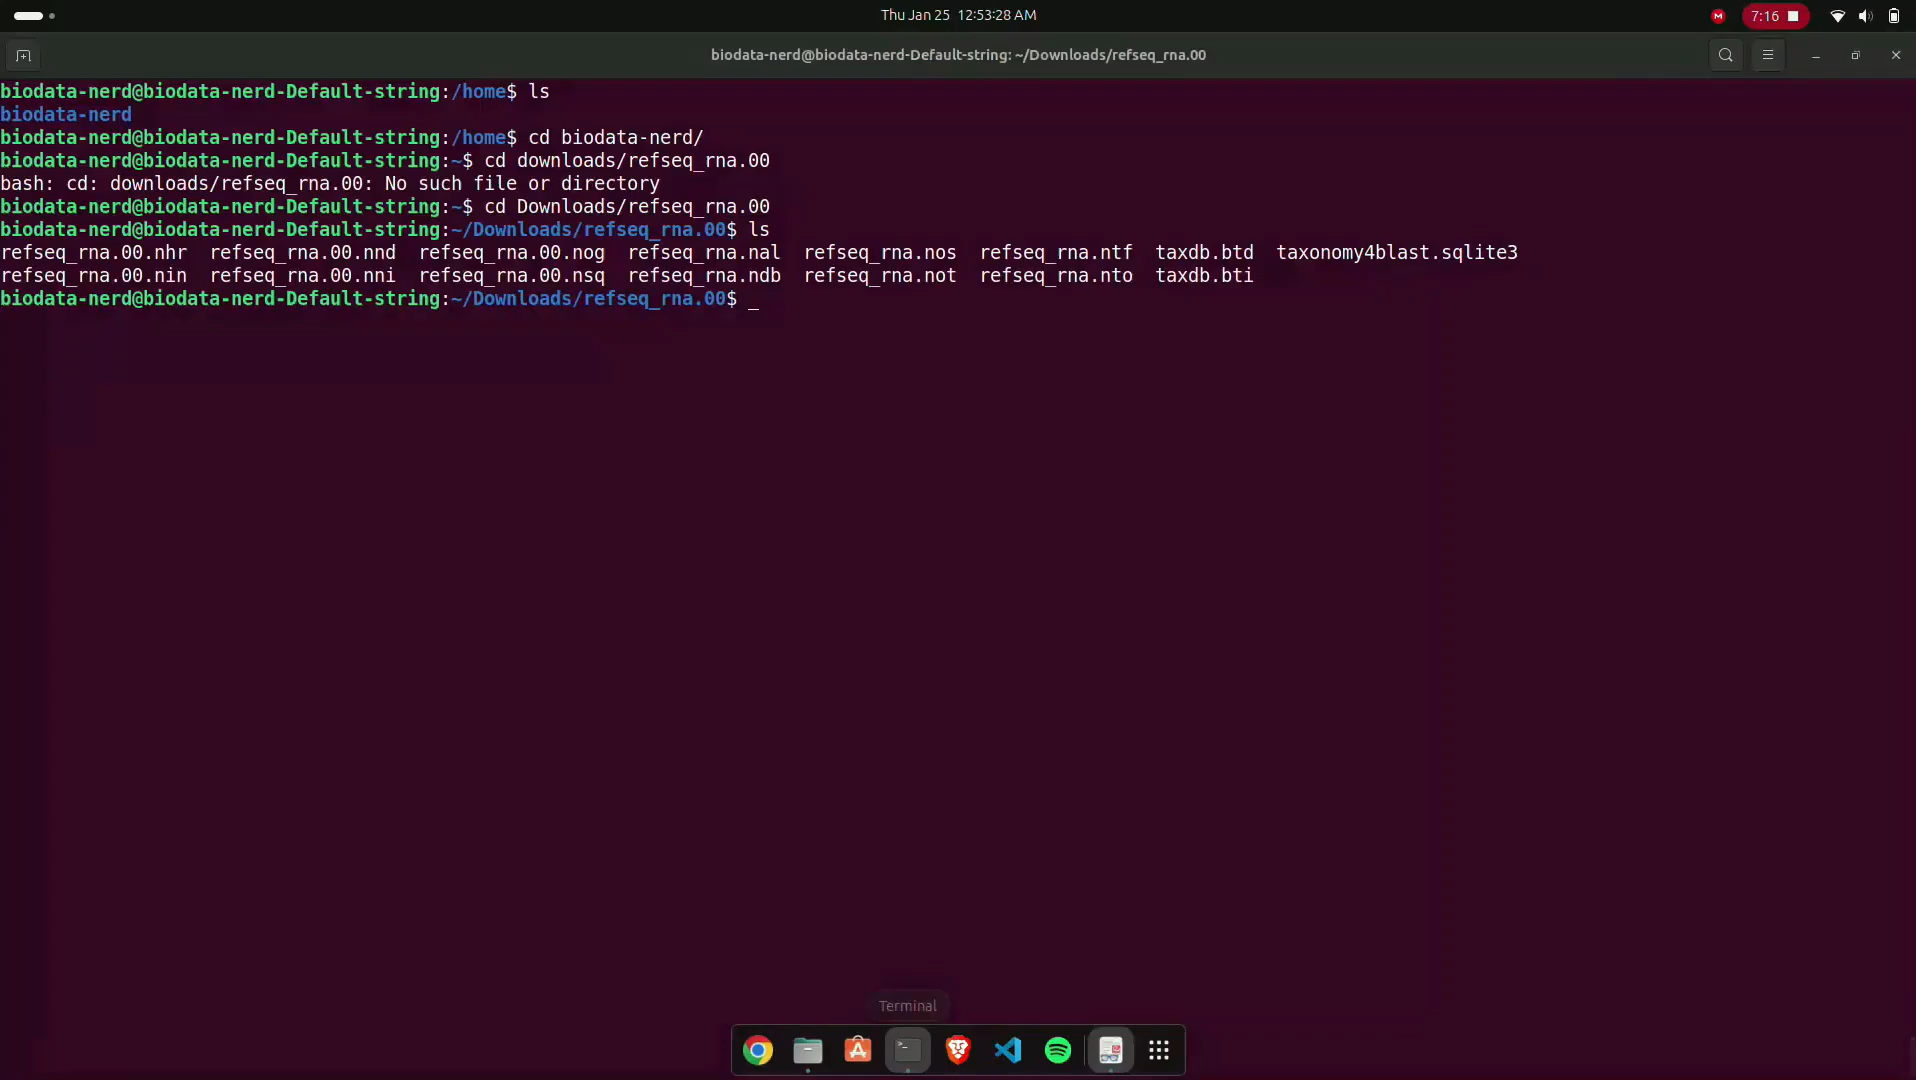 Thu Jan 25  12:53:28 AM
7:16
biodata-nerd@biodata-nerd-Default-string: ~/Downloads/refseq_rna.00
biodata-nerd@biodata-nerd-Default-string:/home$ ls
biodata-nerd
biodata-nerd@biodata-nerd-Default-string:/home$ cd biodata-nerd/
biodata-nerd@biodata-nerd-Default-string:~$ cd downloads/refseq_rna.00
bash: cd: downloads/refseq_rna.00: No such file or directory
biodata-nerd@biodata-nerd-Default-string:~$ cd Downloads/refseq_rna.00
biodata-nerd@biodata-nerd-Default-string:~/Downloads/refseq_rna.00$ ls
refseq_rna.00.nhr  refseq_rna.00.nnd  refseq_rna.00.nog  refseq_rna.nal  refseq_rna.nos  refseq_rna.ntf  taxdb.btd  taxonomy4blast.sqlite3
refseq_rna.00.nin  refseq_rna.00.nni  refseq_rna.00.nsq  refseq_rna.ndb  refseq_rna.not  refseq_rna.nto  taxdb.bti
biodata-nerd@biodata-nerd-Default-string:~/Downloads/refseq_rna.00$ _
Terminal